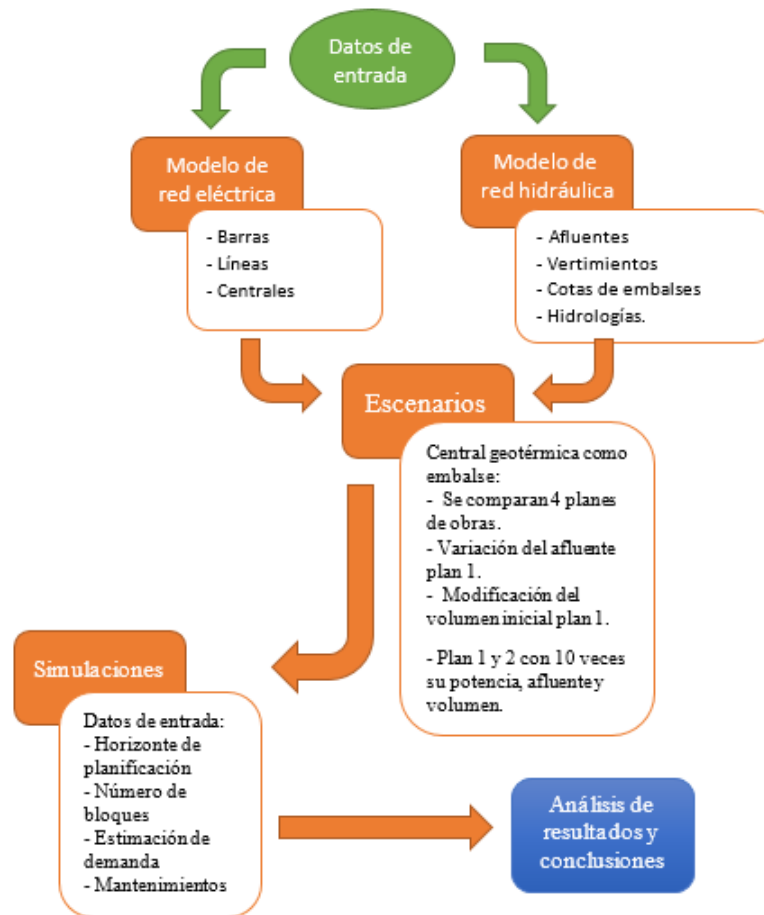 Datos de
entrada
Modelo de
red eléctrica
- Barras
- Líneas
- Centrales
Modelo de
red hidráulica
- Afluentes
- Vertimientos
- Cotas de embalses
- Hidrologías.
Escenarios
Central geotérmica como
embalse:
- Se comparan 4 planes
de obras.
- Variación del afluente
plan 1.
- Modificación del
volumen inicial plan 1.
- Plan 1 y 2 con 10 veces
su potencia, afluente y
volumen.
Simulaciones
Datos de entrada:
- Horizonte de
planificación
- Número de
bloques
- Estimación de
demanda
- Mantenimientos
Análisis de
resultados y
conclusiones